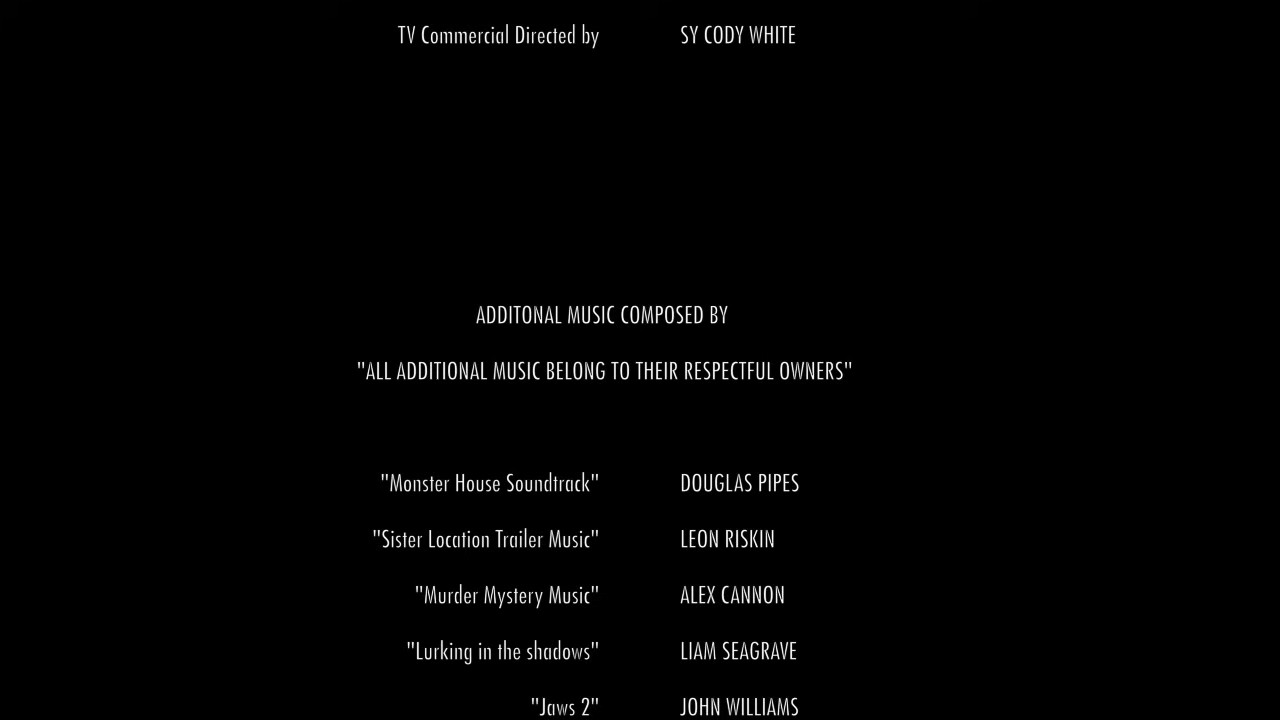 TV Commercial Directed by SY CODY WHITE
ADDITONAL MUSIC COMPOSED BY
"ALL ADDITIONAL MUSIC BELONG TO THEIR RESPECTFUL OWNERS"
"Monster House Soundtrack" DOUGLAS PIPES
"Sister Location Trailer Music" LEON RISKIN
"Murder Mystery Music" ALEX CANNON
"Lurking in the shadows" LIAM SEAGRAVE
"Jaws 2" JOHN WILLIAMS